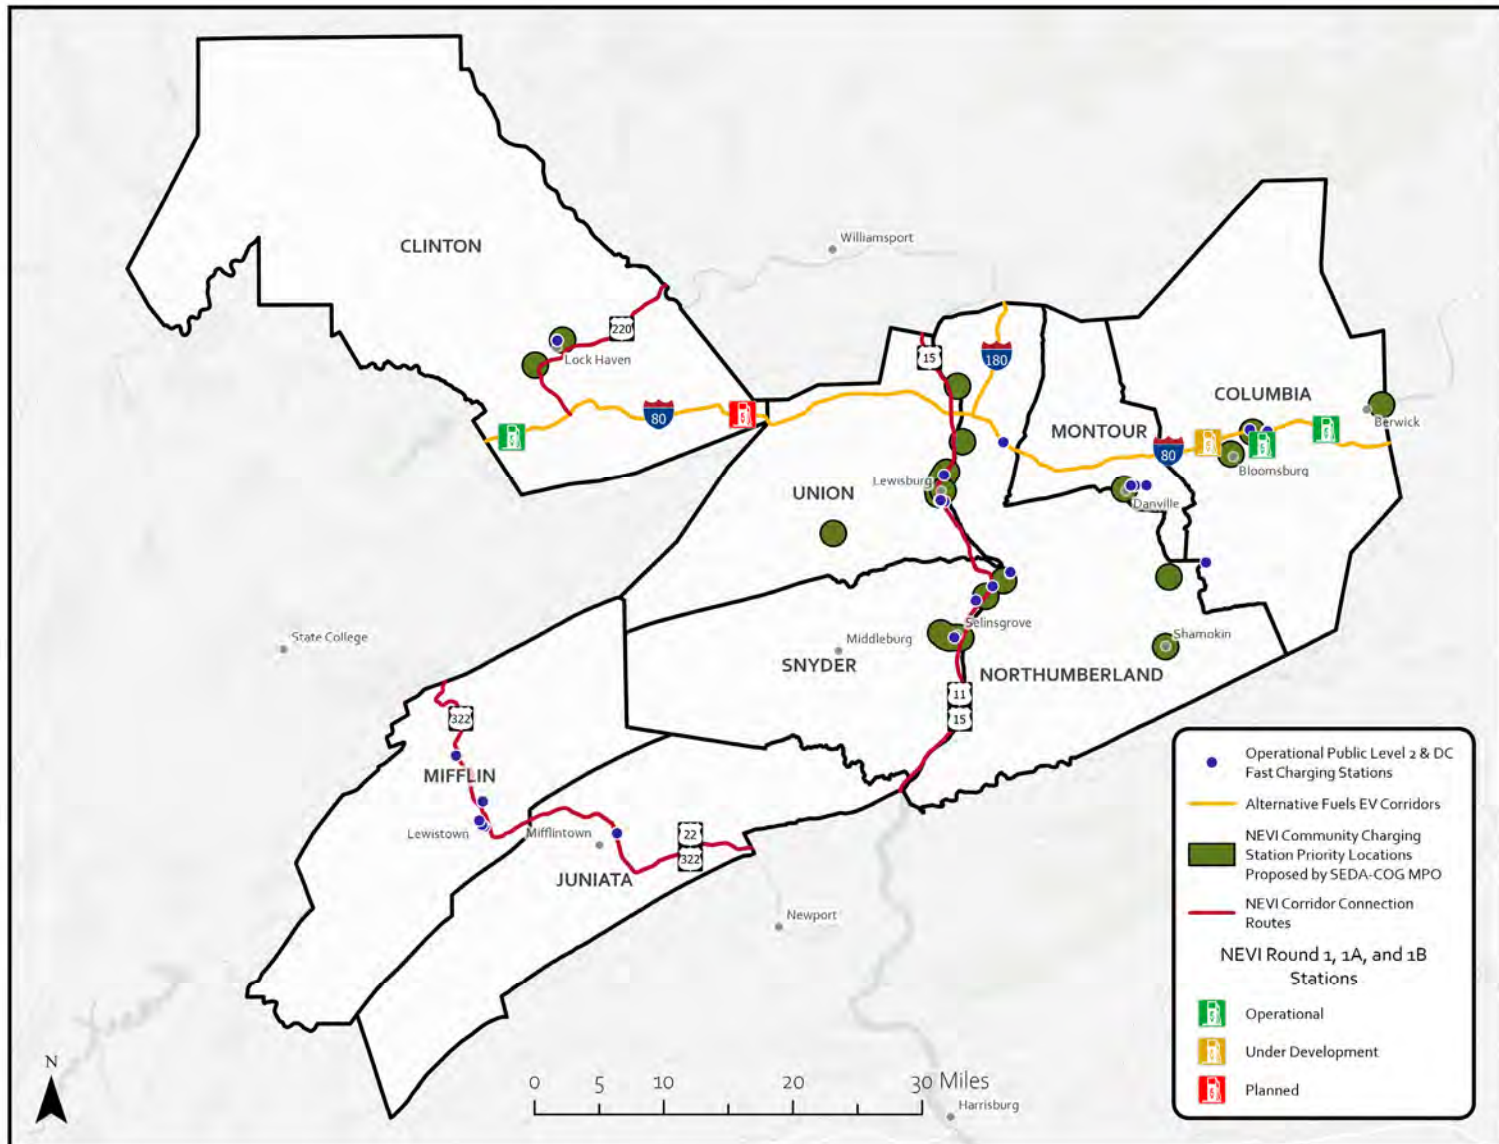 Williamsport
CLINTON
220
Lock Haven
15
180
COLUMBIA
80
Berwick
MONTOUR
80
Bloomsburg
Lewisburg
UNION
Danville
State College
Selinsgrove
Middleburg
Shamokin
SNYDER
NORTHUMBERLAND
11
15
322
MIFFLIN
Lewistown
Mifflintown
22
322
JUNIATA
Newport
Operational Public Level 2 & DC
Fast Charging Stations
Alternative Fuels EV Corridors
NEVI Community Charging
Station Priority Locations
Proposed by SEDA-COG MPO
NEVI Corridor Connection
Routes
NEVI Round 1, 1A, and 1B
Stations
Operational
Under Development
Planned
N
0 5 10 20 30 Miles
Harrisburg